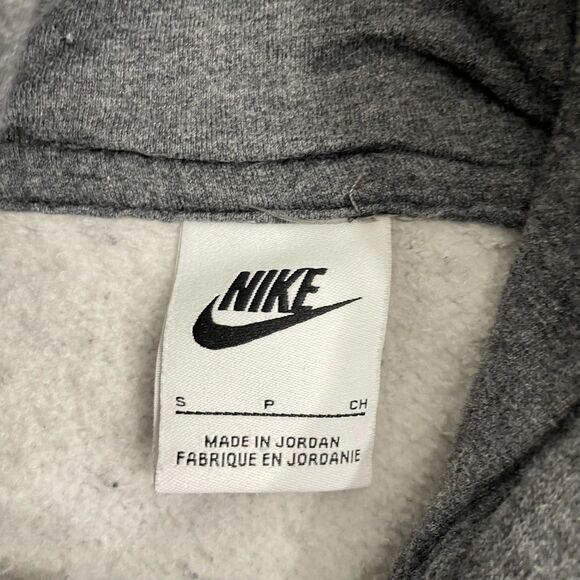 NIKE
S P CH
MADE IN JORDAN
FABRIQUE EN JORDANIE